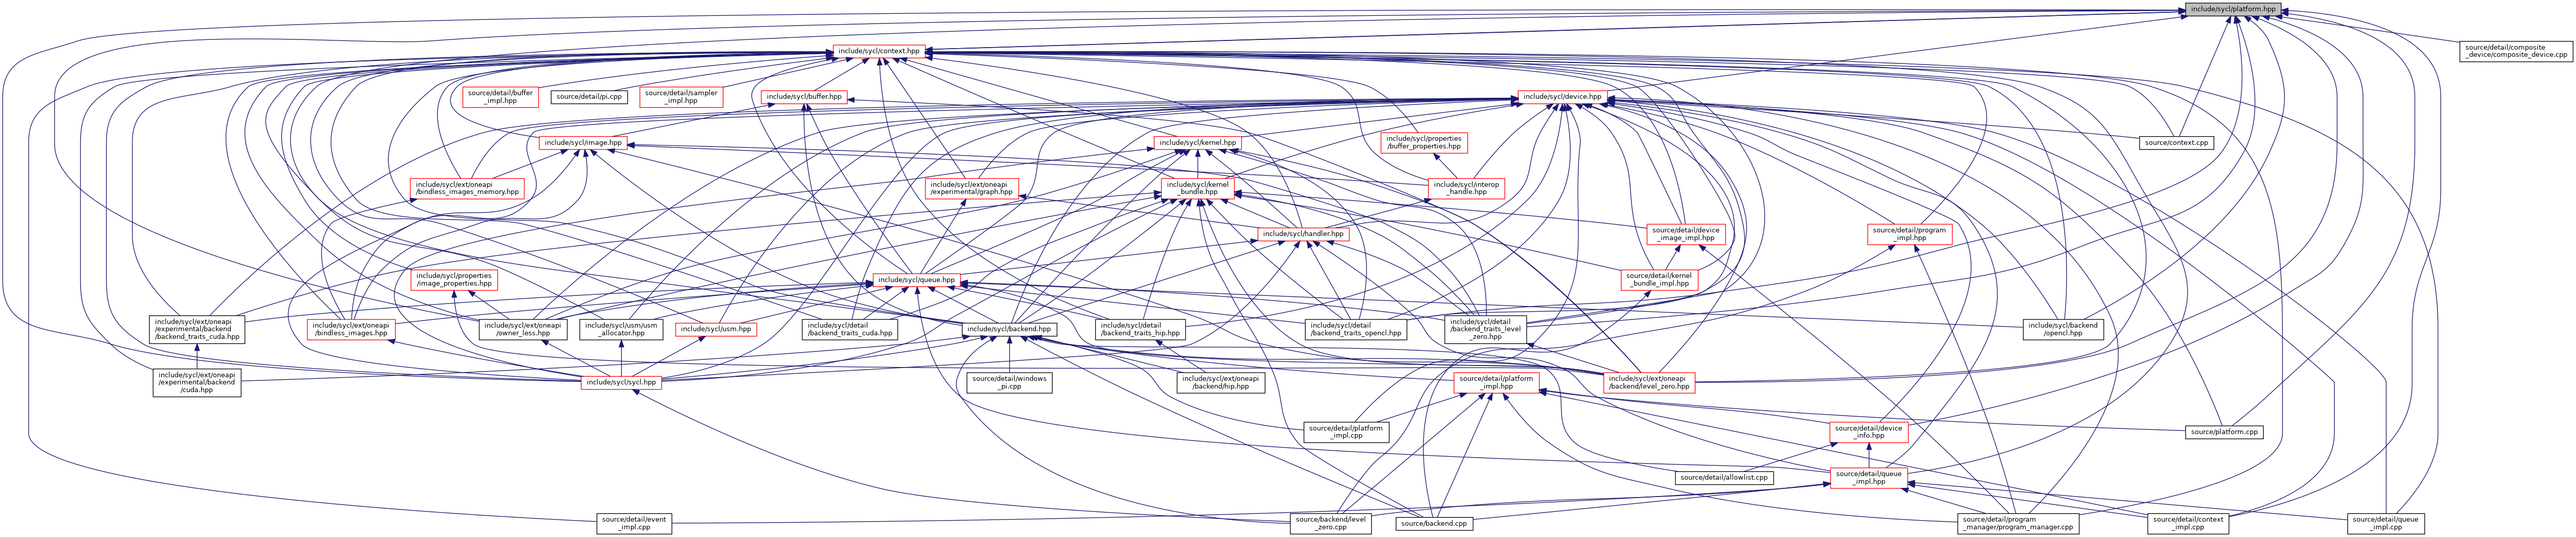 include/sycl/platform.hpp
include/sycl/context.hpp
source/detail/composite
_device/composite_device.cpp
source/detail/buffer
_impl.hpp
source/detail/pi.cpp
source/detail/sampler
_impl.hpp
include/sycl/buffer.hpp
include/sycl/device.hpp
include/sycl/image.hpp
include/sycl/kernel.hpp
include/sycl/properties
/buffer_properties.hpp
source/context.cpp
include/sycl/ext/oneapi
/bindless_images_memory.hpp
include/sycl/ext/oneapi
/experimental/graph.hpp
include/sycl/kernel
_bundle.hpp
include/sycl/interop
_handle.hpp
include/sycl/handler.hpp
source/detail/device
_image_impl.hpp
source/detail/program
_impl.hpp
include/sycl/properties
/image_properties.hpp
include/sycl/queue.hpp
source/detail/kernel
_bundle_impl.hpp
include/sycl/ext/oneapi
/experimental/backend
/backend_traits_cuda.hpp
include/sycl/ext/oneapi
/bindless_images.hpp
include/sycl/ext/oneapi
/owner_less.hpp
include/sycl/usm/usm
_allocator.hpp
include/sycl/usm.hpp
include/sycl/detail
/backend_traits_cuda.hpp
include/sycl/backend.hpp
include/sycl/detail
/backend_traits_hip.hpp
include/sycl/detail
/backend_traits_opencl.hpp
include/sycl/detail
/backend_traits_level
_zero.hpp
include/sycl/backend
/opencl.hpp
include/sycl/ext/oneapi
/experimental/backend
/cuda.hpp
include/sycl/sycl.hpp
source/detail/windows
_pi.cpp
include/sycl/ext/oneapi
/backend/hip.hpp
source/detail/platform
_impl.hpp
include/sycl/ext/oneapi
/backend/level_zero.hpp
source/detail/platform
_impl.cpp
source/detail/device
_info.hpp
source/platform.cpp
source/detail/allowlist.cpp
source/detail/queue
_impl.hpp
source/detail/event
_impl.cpp
source/backend/level
_zero.cpp
source/backend.cpp
source/detail/program
_manager/program_manager.cpp
source/detail/context
_impl.cpp
source/detail/queue
_impl.cpp